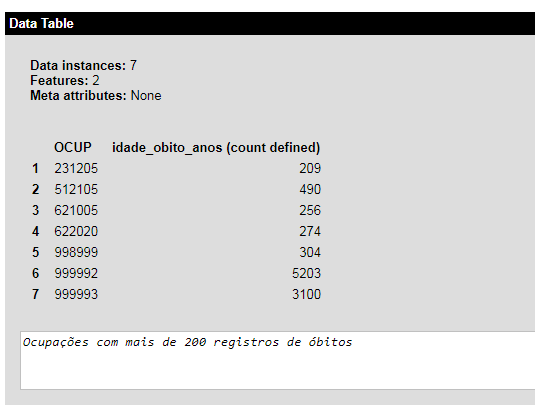 Data Table
Data instances: 7
Features: 2
Meta attributes: None
OCUP idade_obito_anos (count defined)
1 231205 209
2 512105 490
3 621005 256
4 622020 274
5 998999 304
6 999992 5203
7 999993 3100
Ocupações com mais de 200 registros de óbitos